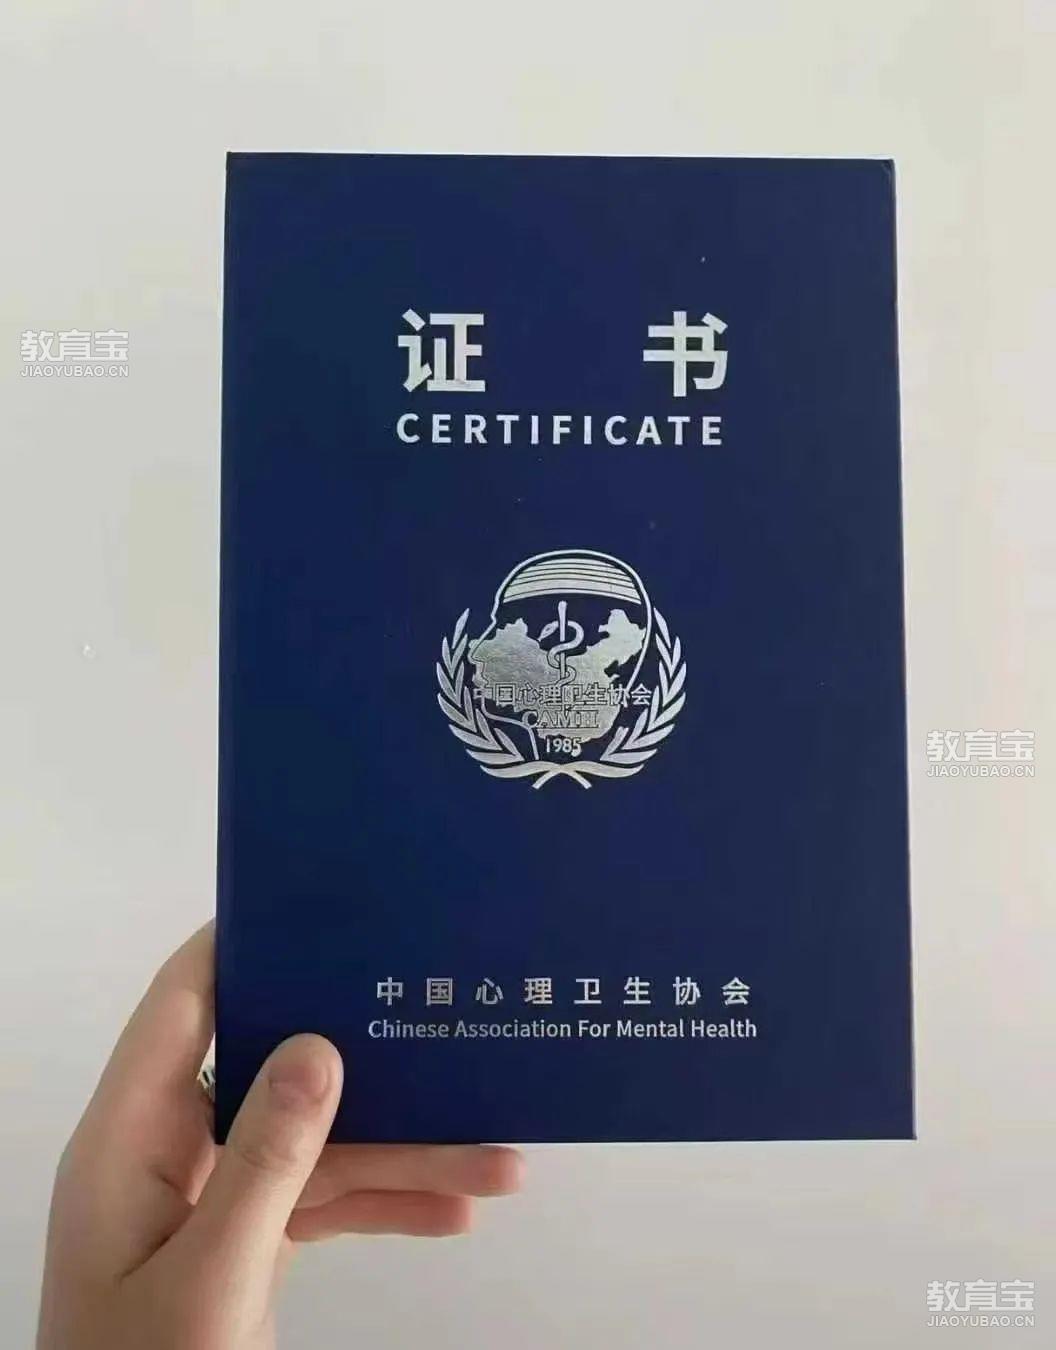 证 书
CERTIFICATE
中国心理卫生协会
CAMH
1985
中国心理卫生协会
Chinese Association For Mental Health
教育宝
JIAOYUBAO.CN
教育宝
JIAOYUBAO.CN
教育宝
JIAOYUBAO.CN